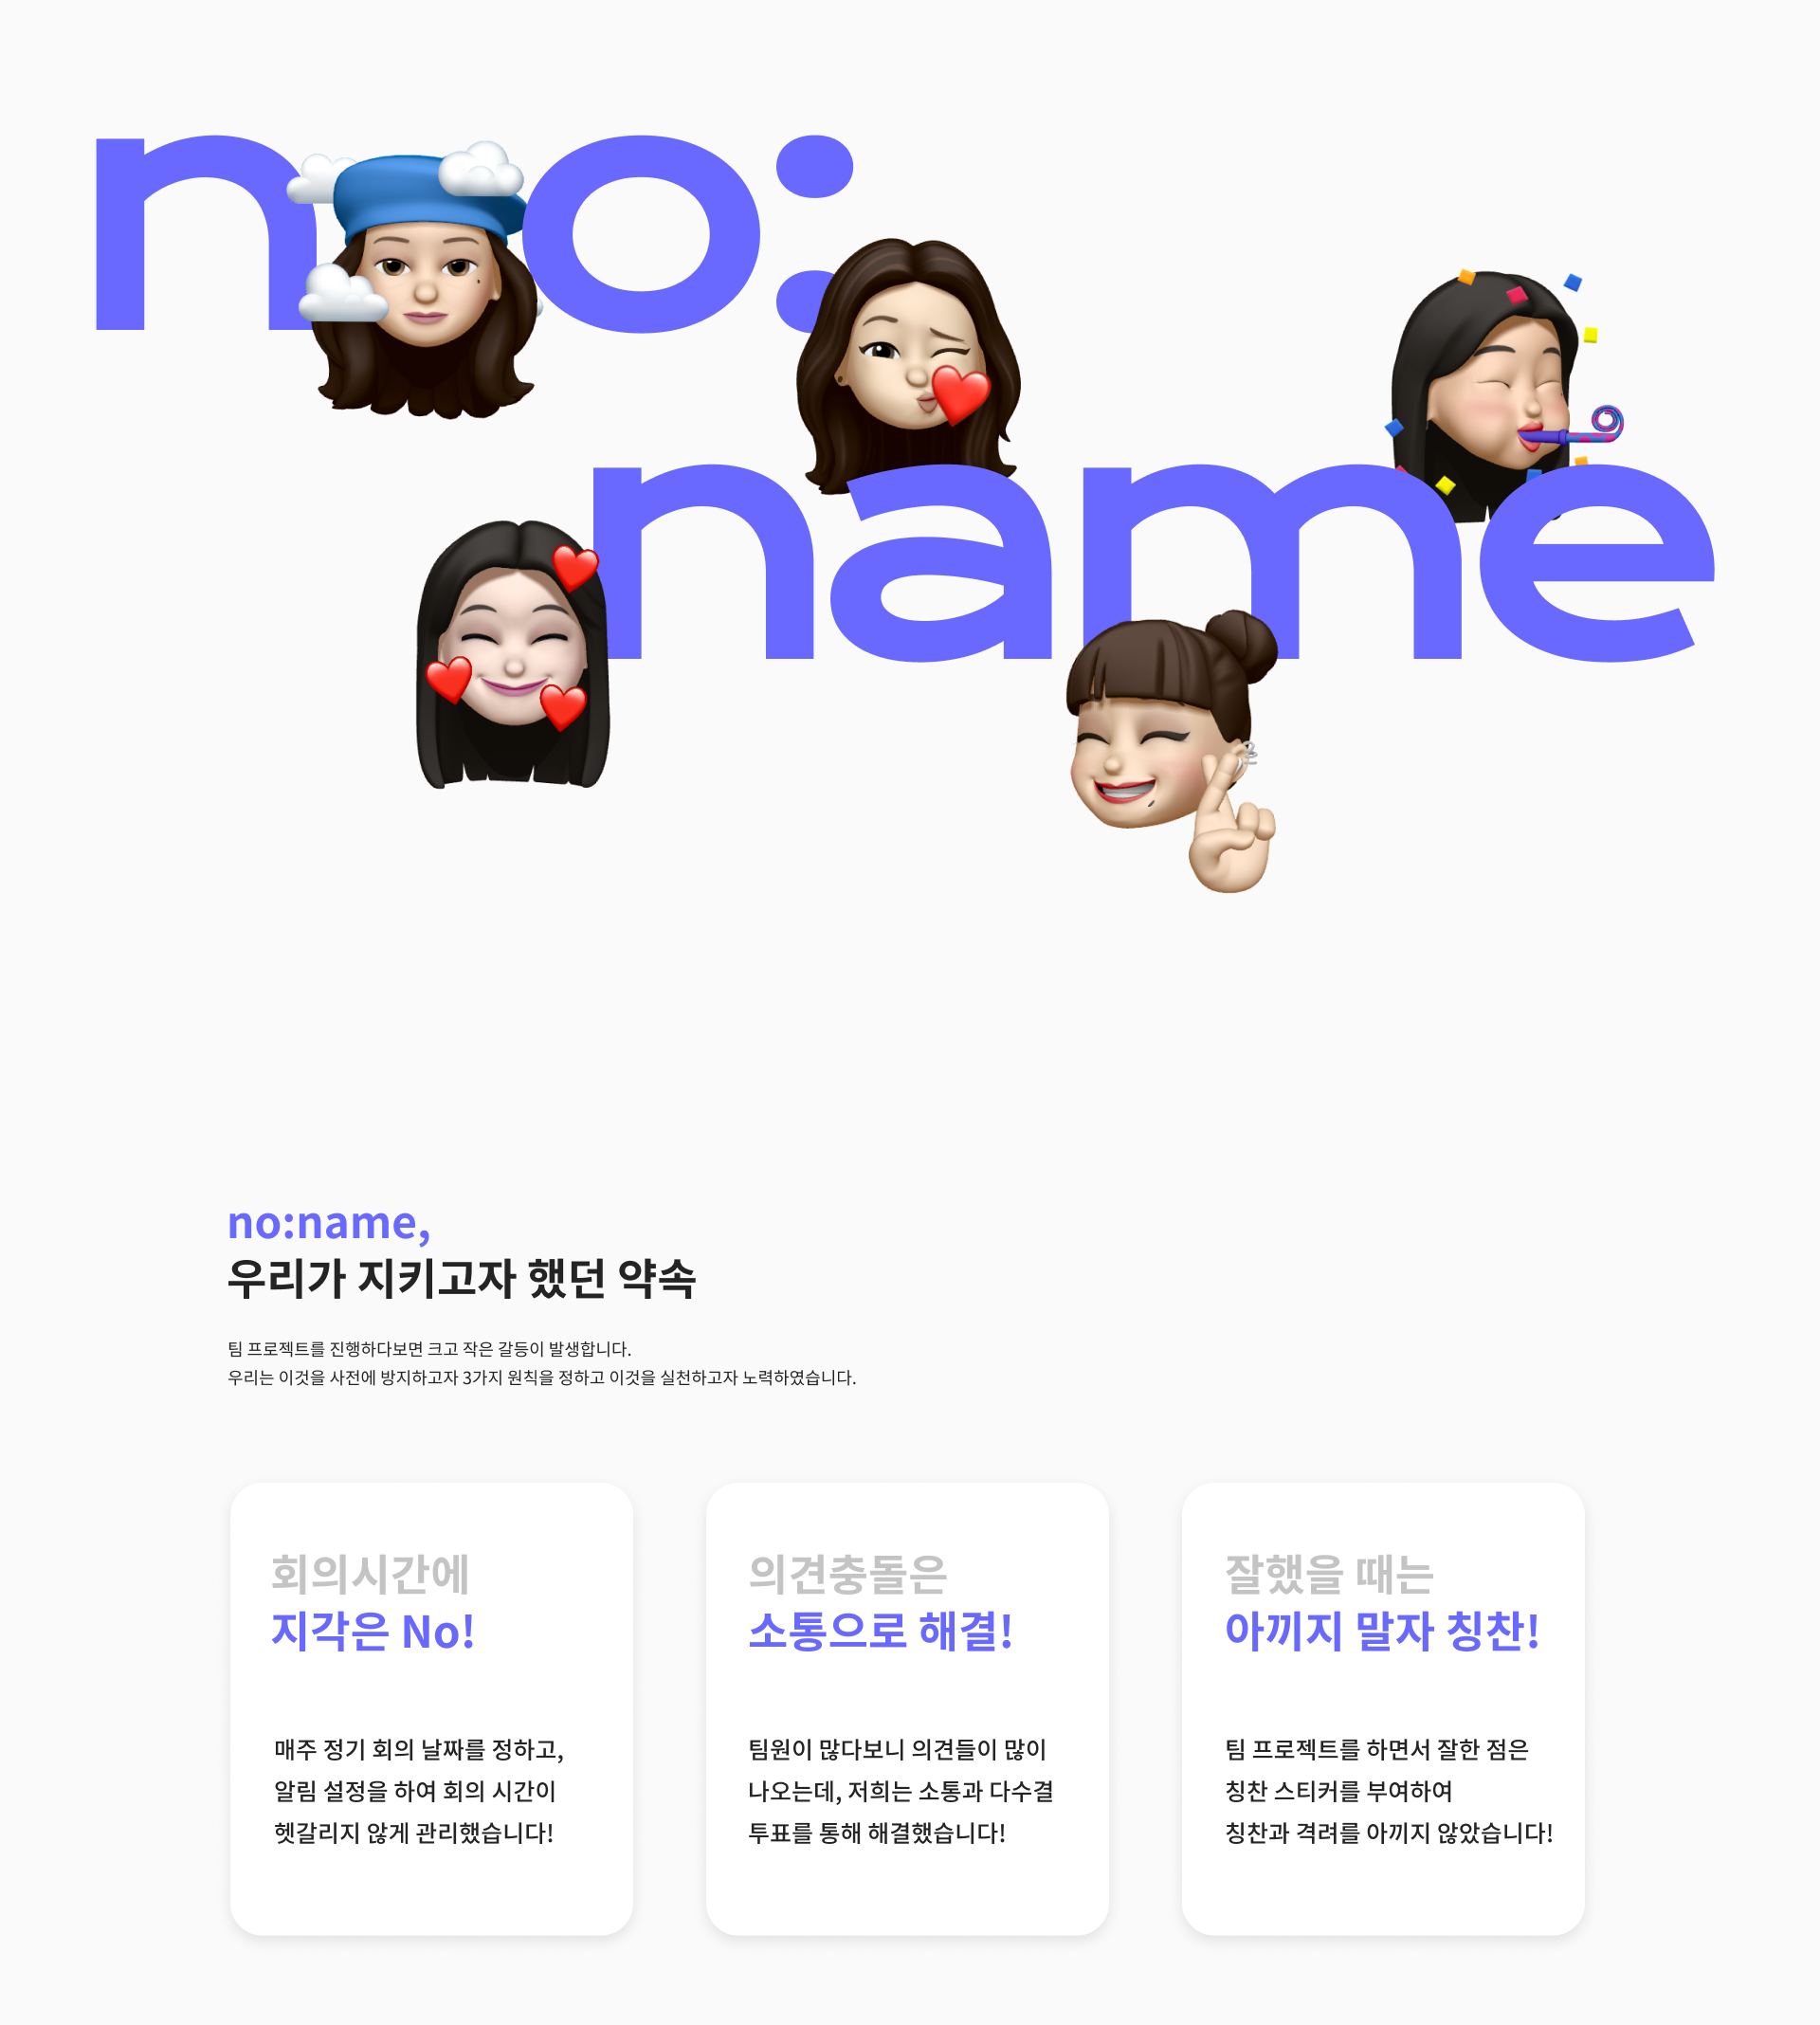 no:
name
no:name,
우리가 지키고자 했던 약속
팀 프로젝트를 진행하다보면 크고 작은 갈등이 발생합니다.
우리는 이것을 사전에 방지하고자 3가지 원칙을 정하고 이것을 실천하고자 노력하였습니다.
회의시간에
지각은 No!
매주 정기 회의 날짜를 정하고,
알림 설정을 하여 회의 시간이
헷갈리지 않게 관리했습니다!
의견충돌은
소통으로 해결!
팀원이 많다보니 의견들이 많이
나오는데, 저희는 소통과 다수결
투표를 통해 해결했습니다!
잘했을 때는
아끼지 말자 칭찬!
팀 프로젝트를 하면서 잘한 점은
칭찬 스티커를 부여하여
칭찬과 격려를 아끼지 않았습니다!